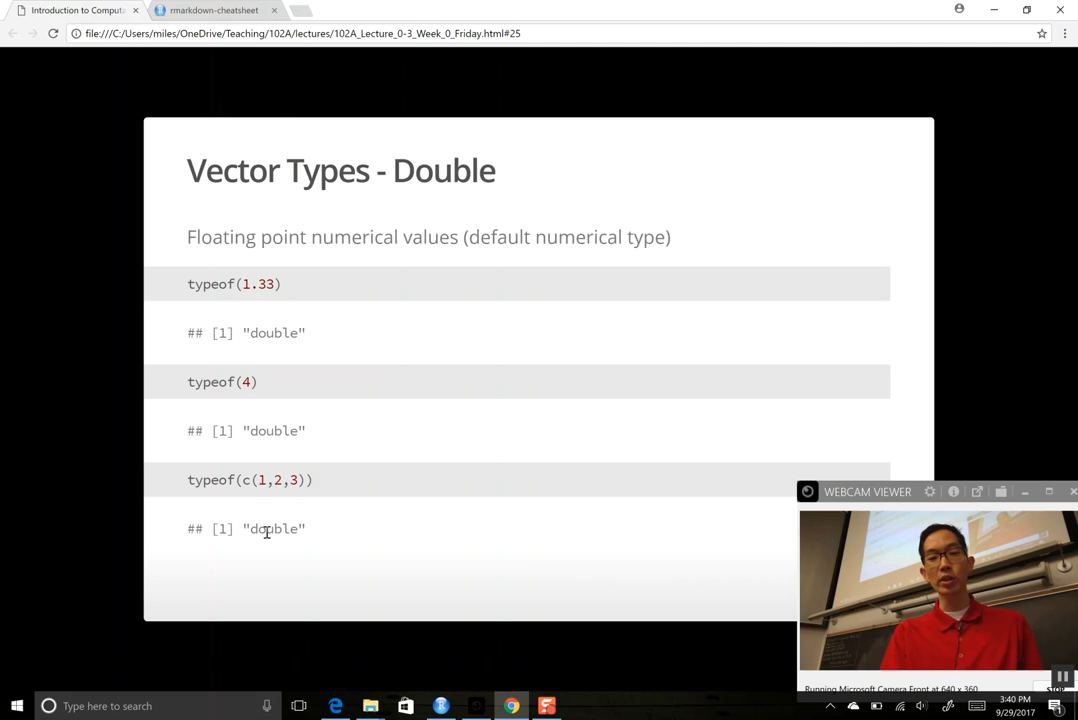 Introduction to Computa
rmarkdown-cheatsheet
file:///C:/Users/miles/OneDrive/Teaching/102A/lectures/102A_Lecture_0-3_Week_0_Friday.html#25
Vector Types - Double
Floating point numerical values (default numerical type)
typeof(1.33)
## [1] "double"
typeof(4)
## [1] "double"
typeof(c(1,2,3))
## [1] "double"
WEBCAM VIEWER
Running Microsoft Camera Front at 640 x 360
STOP
Type here to search
3:40 PM
9/29/2017